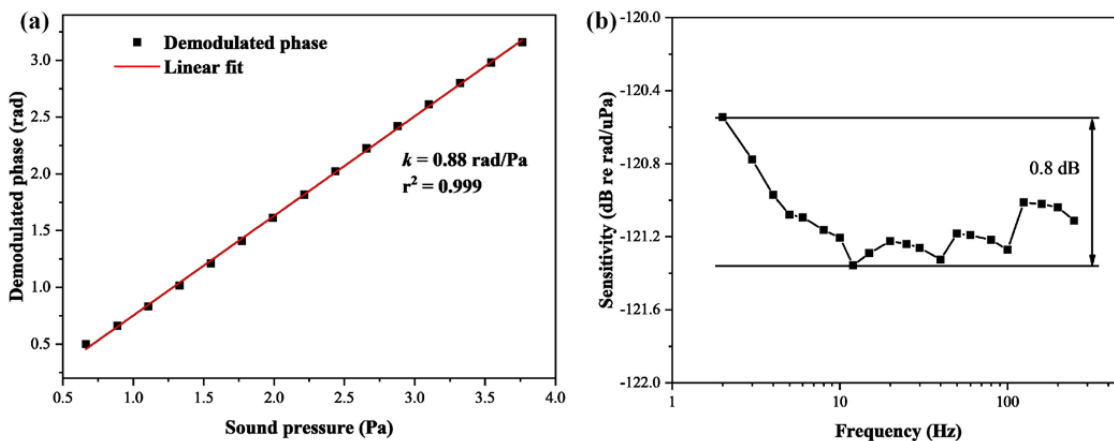 (a)
Demodulated phase
Linear fit
k = 0.88 rad/Pa
r² = 0.999
Demodulated phase (rad)
3.0
2.5
2.0
1.5
1.0
0.5
0.5 1.0 1.5 2.0 2.5 3.0 3.5 4.0
Sound pressure (Pa)
(b)
Sensitivity (dB re rad/uPa)
-120.0
-120.4
-120.8
-121.2
-121.6
-122.0
0.8 dB
1 10 100
Frequency (Hz)